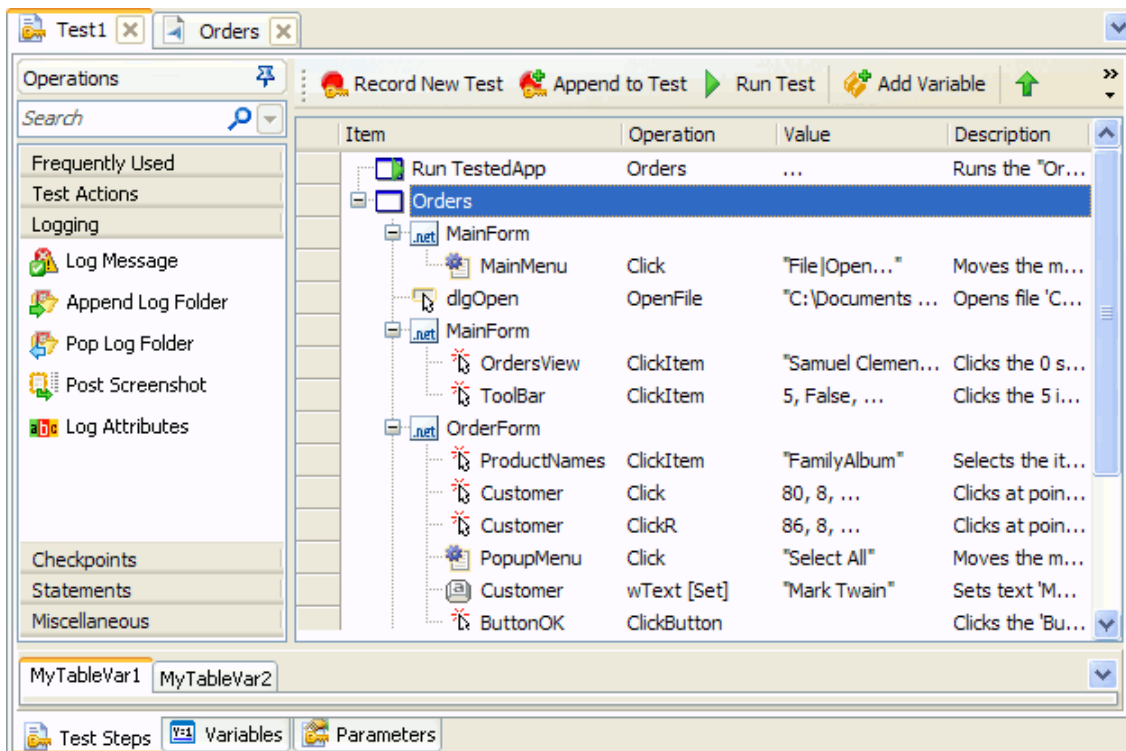 Test1 Orders
Operations
Record New Test Append to Test Run Test Add Variable
Search
Frequently Used
Test Actions
Logging
Log Message
Append Log Folder
Pop Log Folder
Post Screenshot
abc Log Attributes
Checkpoints
Statements
Miscellaneous
Item Operation Value Description
Run TestedApp Orders ... Runs the "Or...
Orders
.net MainForm
MainMenu Click "File|Open..." Moves the m...
dlgOpen OpenFile "C:\Documents ... Opens file 'C...
.net MainForm
OrdersView ClickItem "Samuel Clemen... Clicks the 0 s...
ToolBar ClickItem 5, False, ... Clicks the 5 i...
.net OrderForm
ProductNames ClickItem "FamilyAlbum" Selects the it...
Customer Click 80, 8, ... Clicks at poin...
Customer ClickR 86, 8, ... Clicks at poin...
PopupMenu Click "Select All" Moves the m...
Customer wText [Set] "Mark Twain" Sets text 'M...
ButtonOK ClickButton Clicks the 'Bu...
MyTableVar1 MyTableVar2
Test Steps Variables Parameters